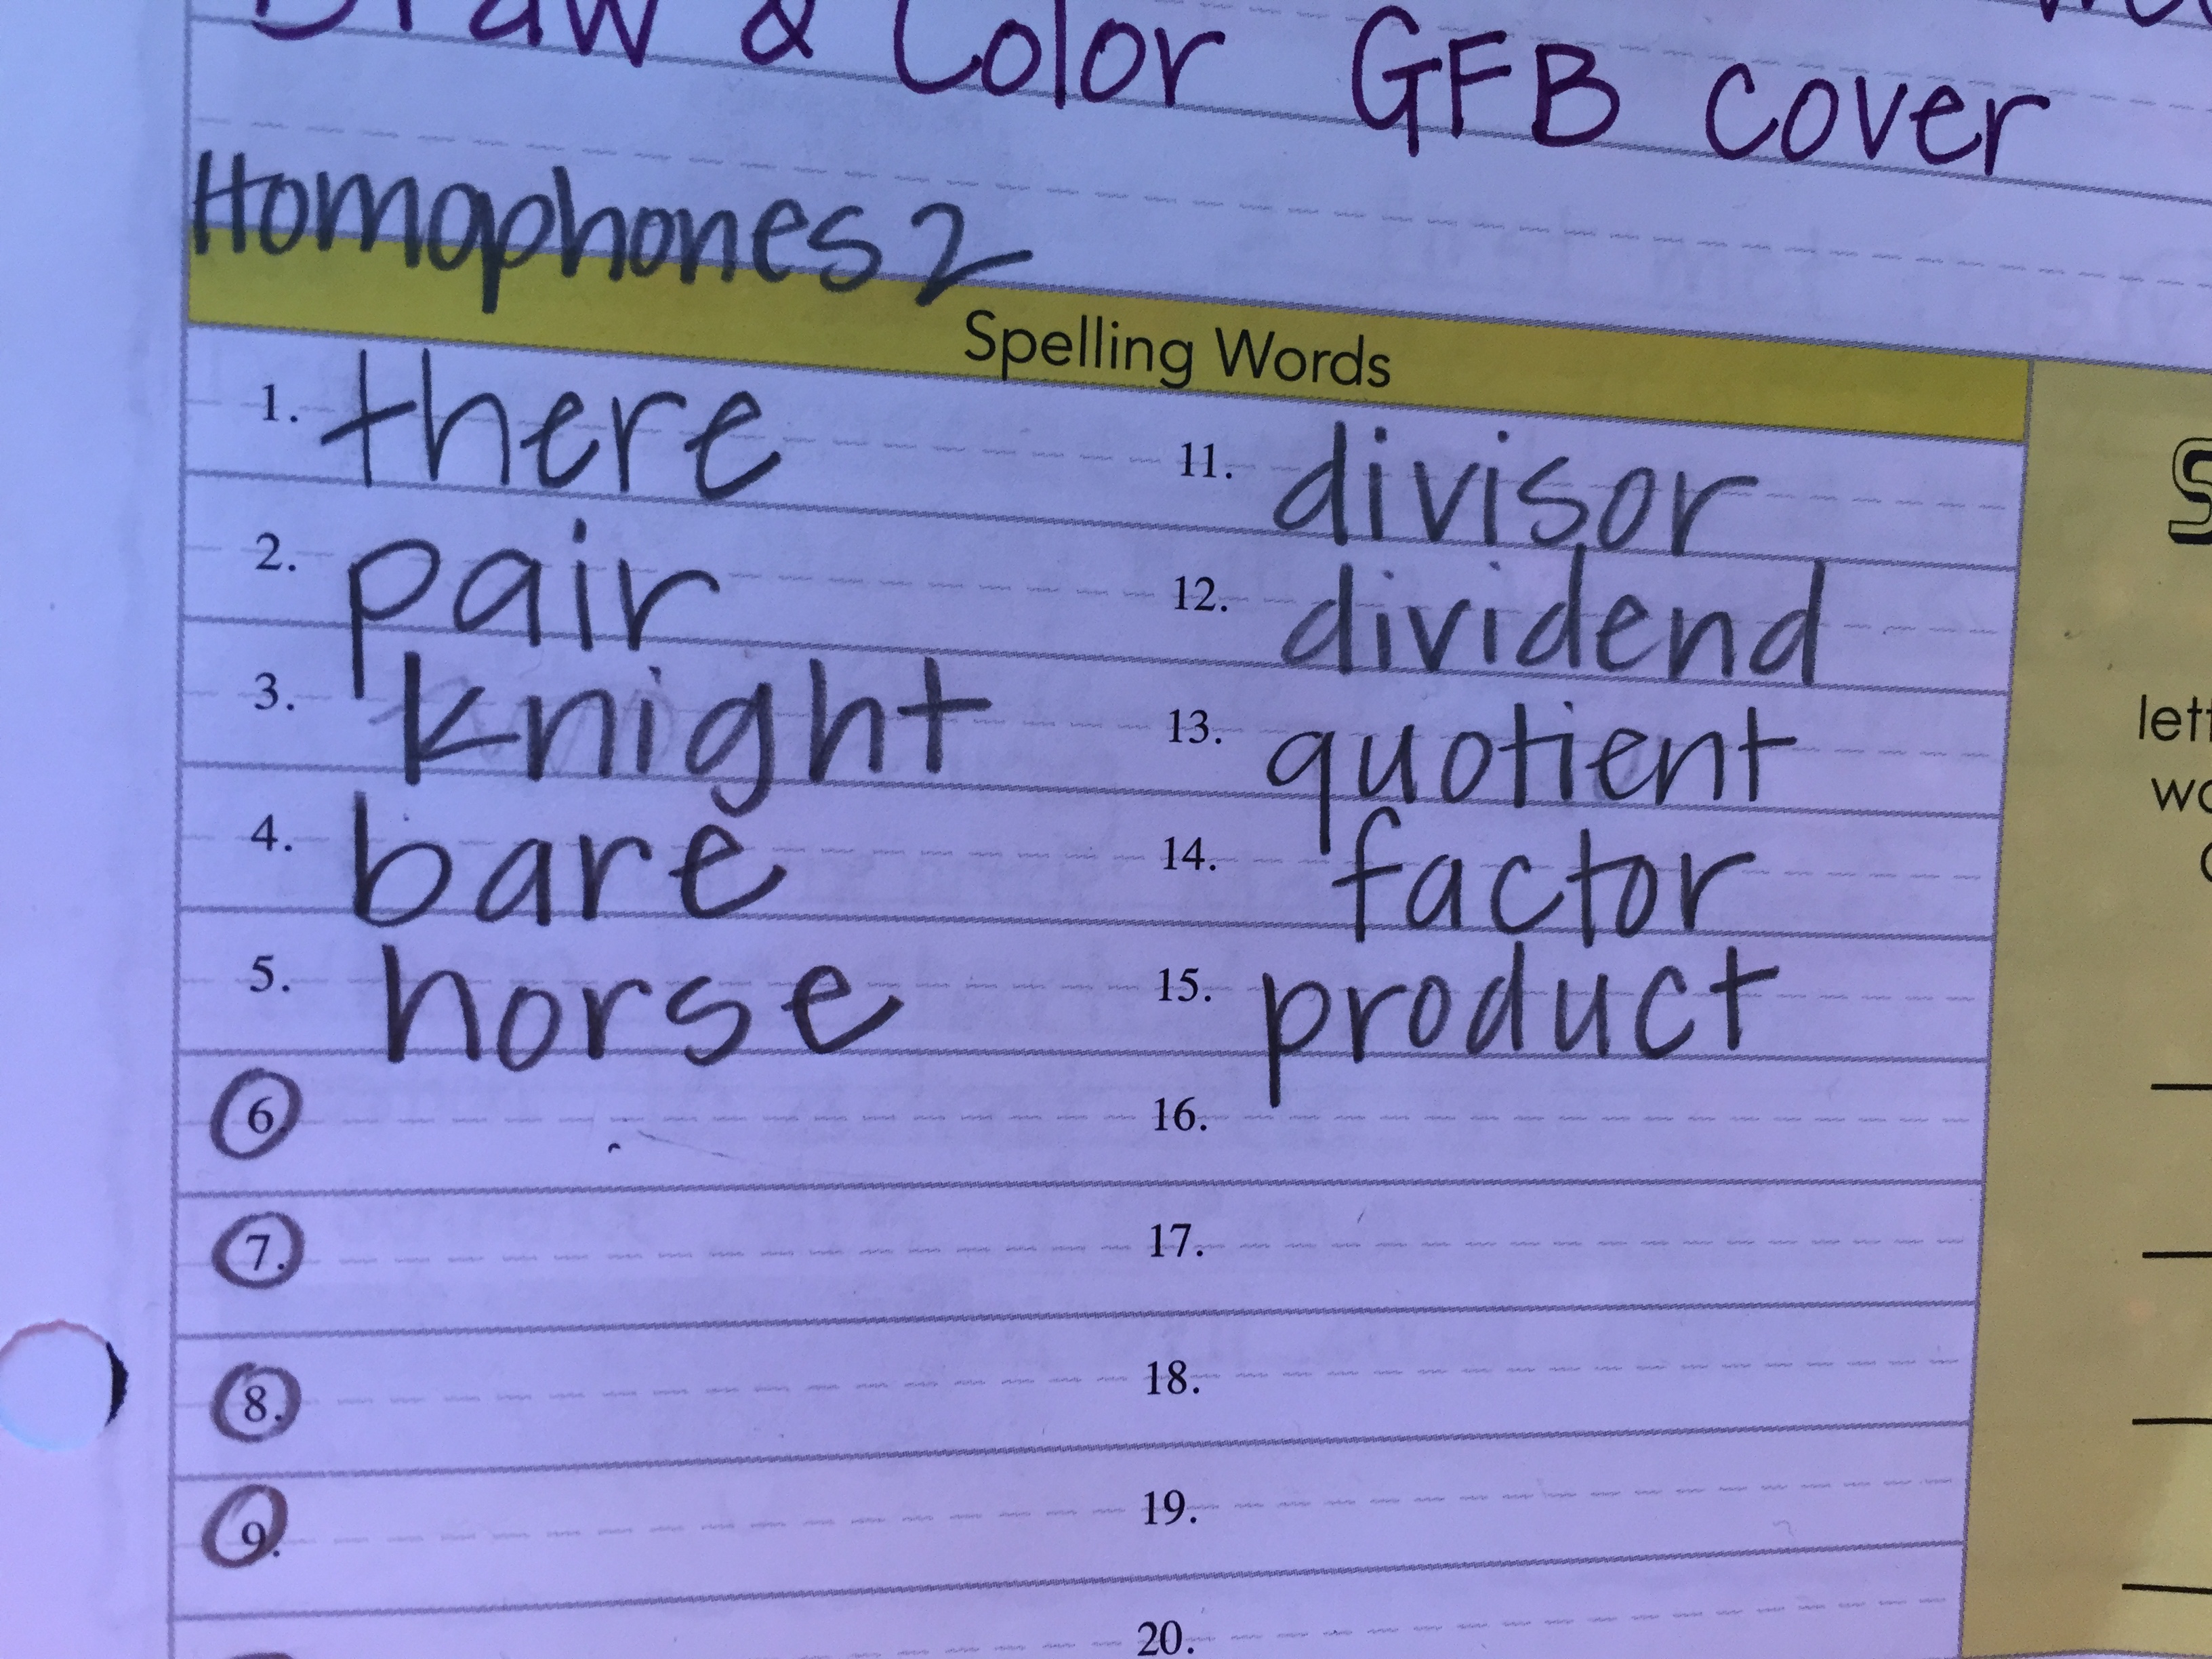 Draw & Color GFB cover
Homophones 2
Spelling Words
1. there
2. pair
3. knight
4. bare
5. horse
6.
7.
8.
9.
11. divisor
12. dividend
13. quotient
14. factor
15. product
16.
17.
18.
19.
20.